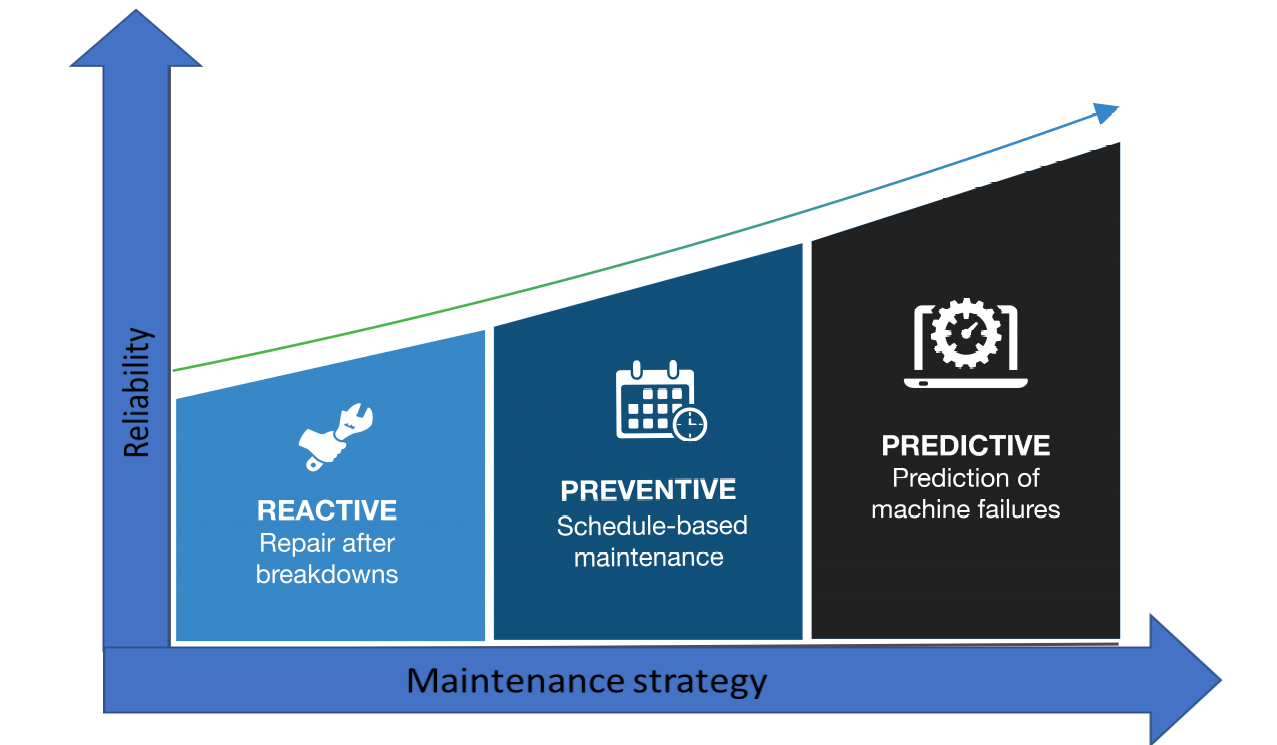 Reliability
REACTIVE
Repair after
breakdowns
PREVENTIVE
Schedule-based
maintenance
PREDICTIVE
Prediction of
machine failures
Maintenance strategy